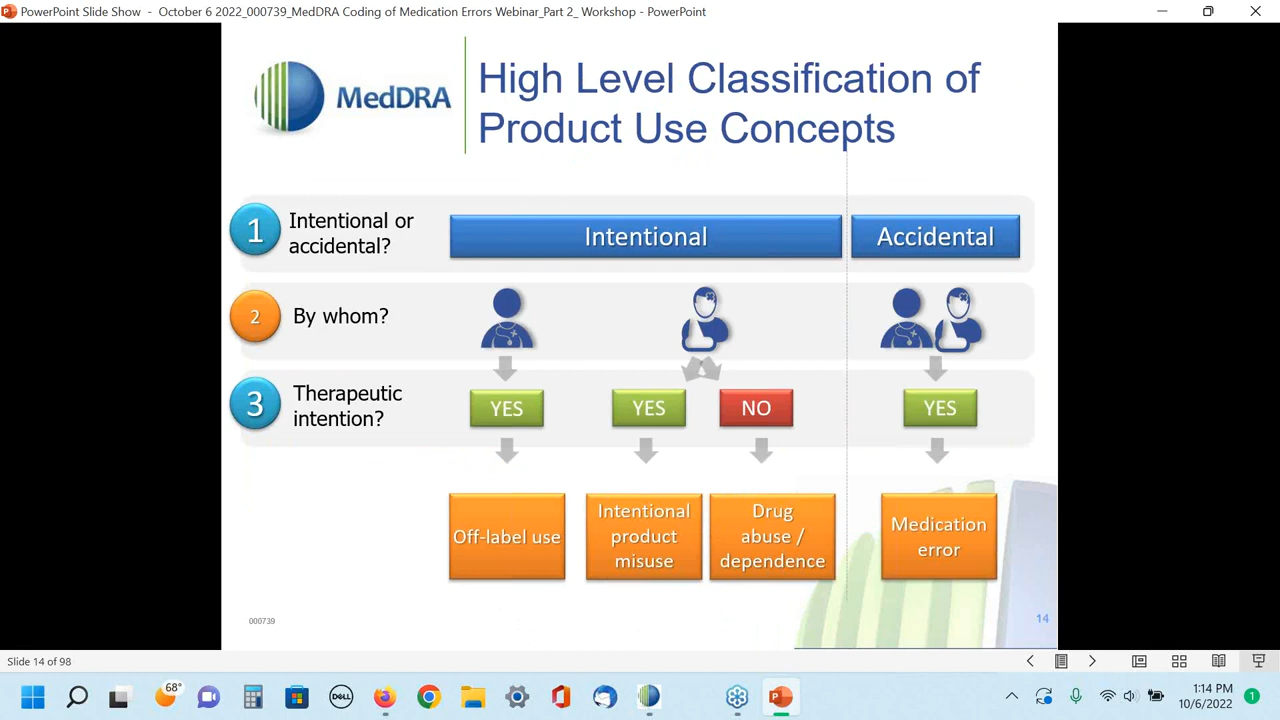 PowerPoint Slide Show - October 6 2022_000739_MedDRA Coding of Medication Errors Webinar_Part 2_ Workshop - PowerPoint
MedDRA
High Level Classification of
Product Use Concepts
1
Intentional or
accidental?
Intentional
Accidental
2
By whom?
3
Therapeutic
intention?
YES
YES
NO
YES
Off-label use
Intentional
product
misuse
Drug
abuse /
dependence
Medication
error
000739
14
Slide 14 of 98
68°
DELL
1:14 PM
10/6/2022
1